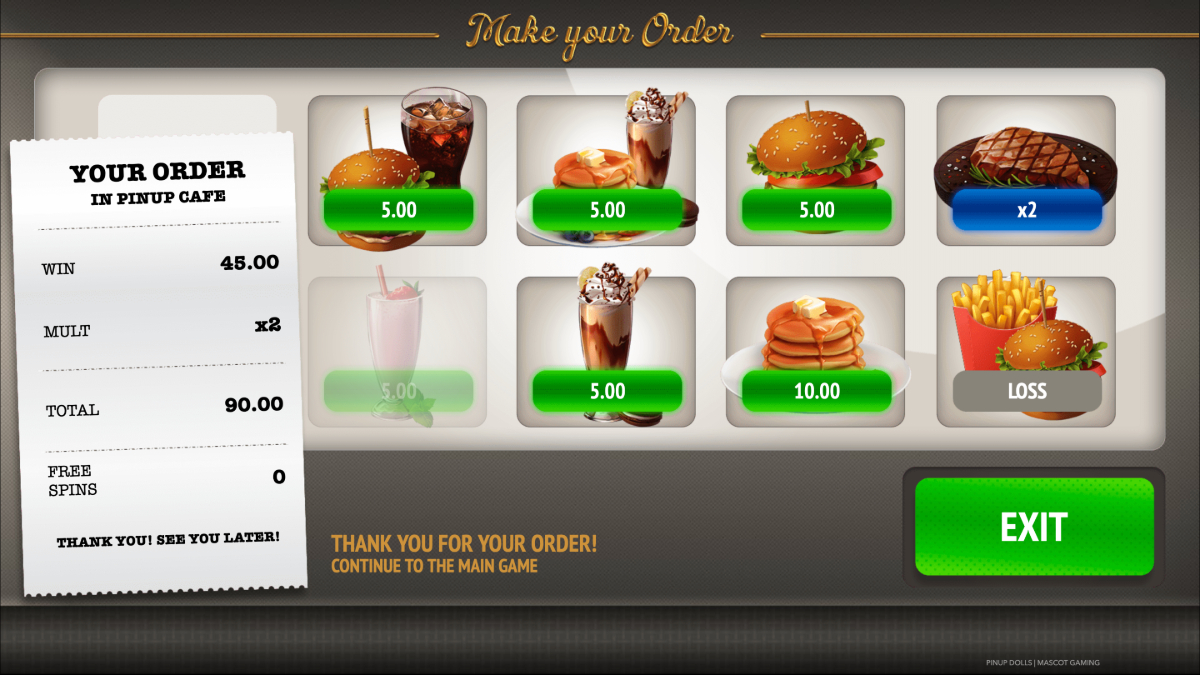 Make your Order
YOUR ORDER
IN PINUP CAFE
WIN 45.00
MULT x2
TOTAL 90.00
FREE
SPINS 0
THANK YOU! SEE YOU LATER!
5.00
5.00
5.00
x2
5.00
5.00
10.00
LOSS
THANK YOU FOR YOUR ORDER!
CONTINUE TO THE MAIN GAME
EXIT
PINUP DOLLS | MASCOT GAMING